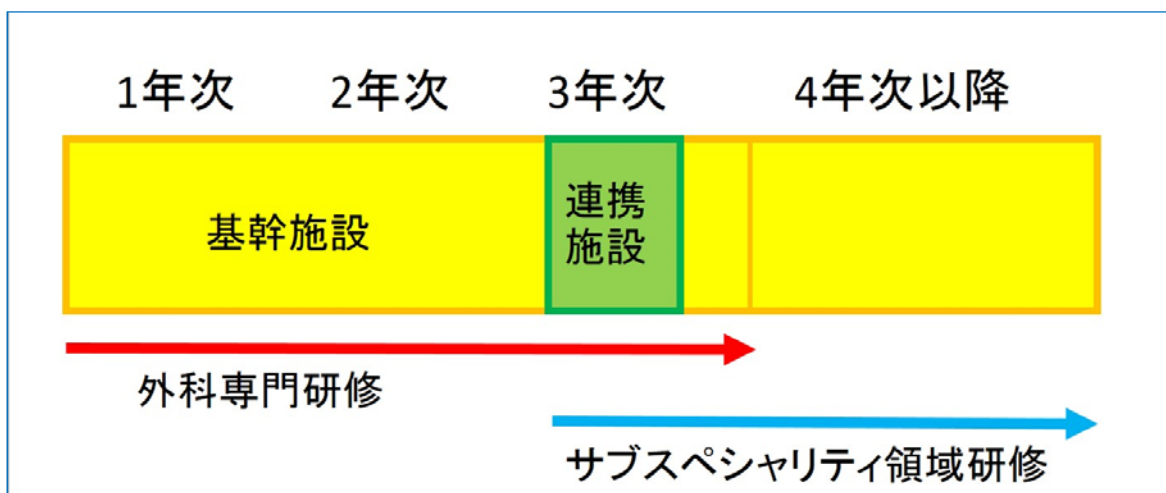 1年次 2年次 3年次 4年次以降
基幹施設
連携
施設
外科専門研修
サブスペシャリティ領域研修